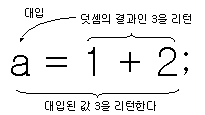 대입
덧셈의 결과인 3을 리턴
a = 1 + 2;
대입된 값 3을 리턴한다